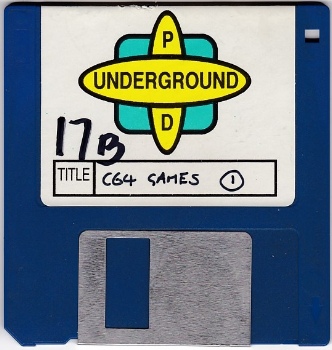 P
UNDERGROUND
D
17B
TITLE C64 GAMES ①